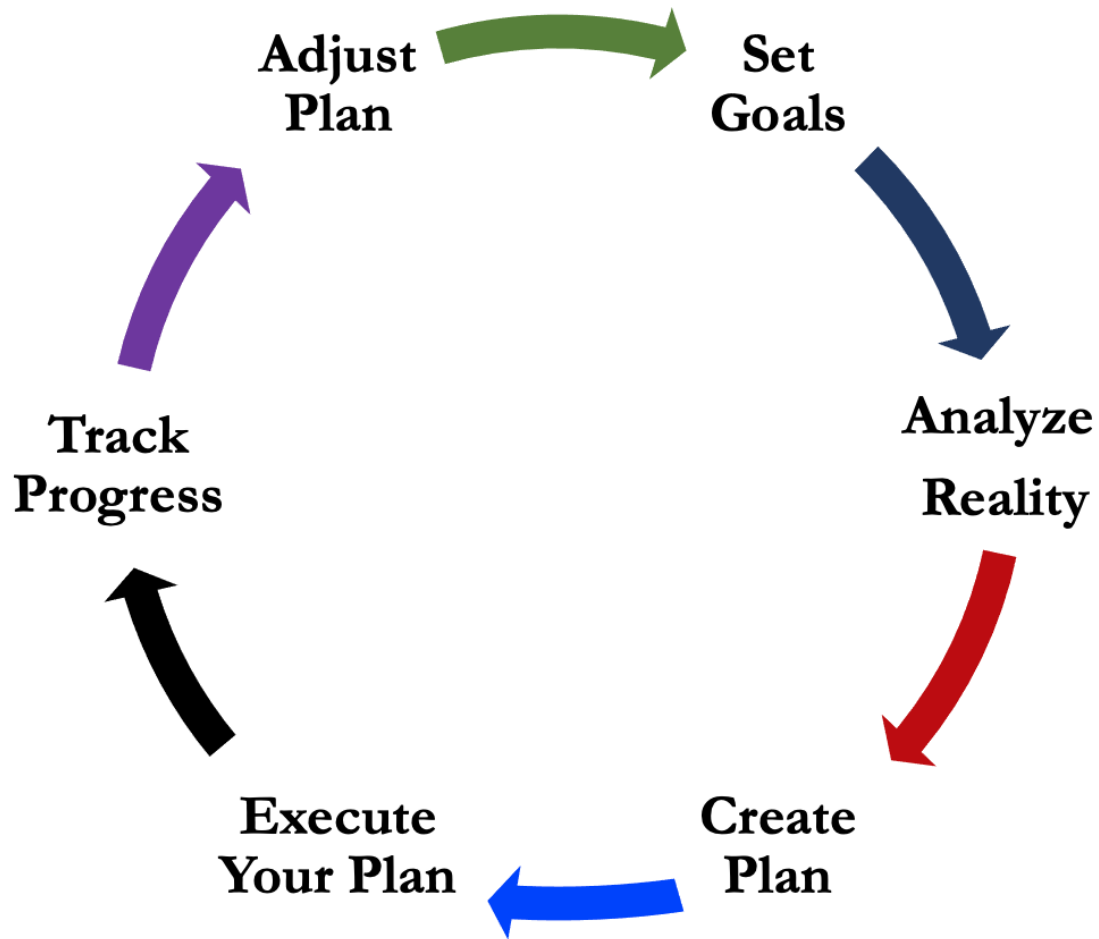 Adjust
Plan
Set
Goals
Analyze
Reality
Track
Progress
Execute
Your Plan
Create
Plan